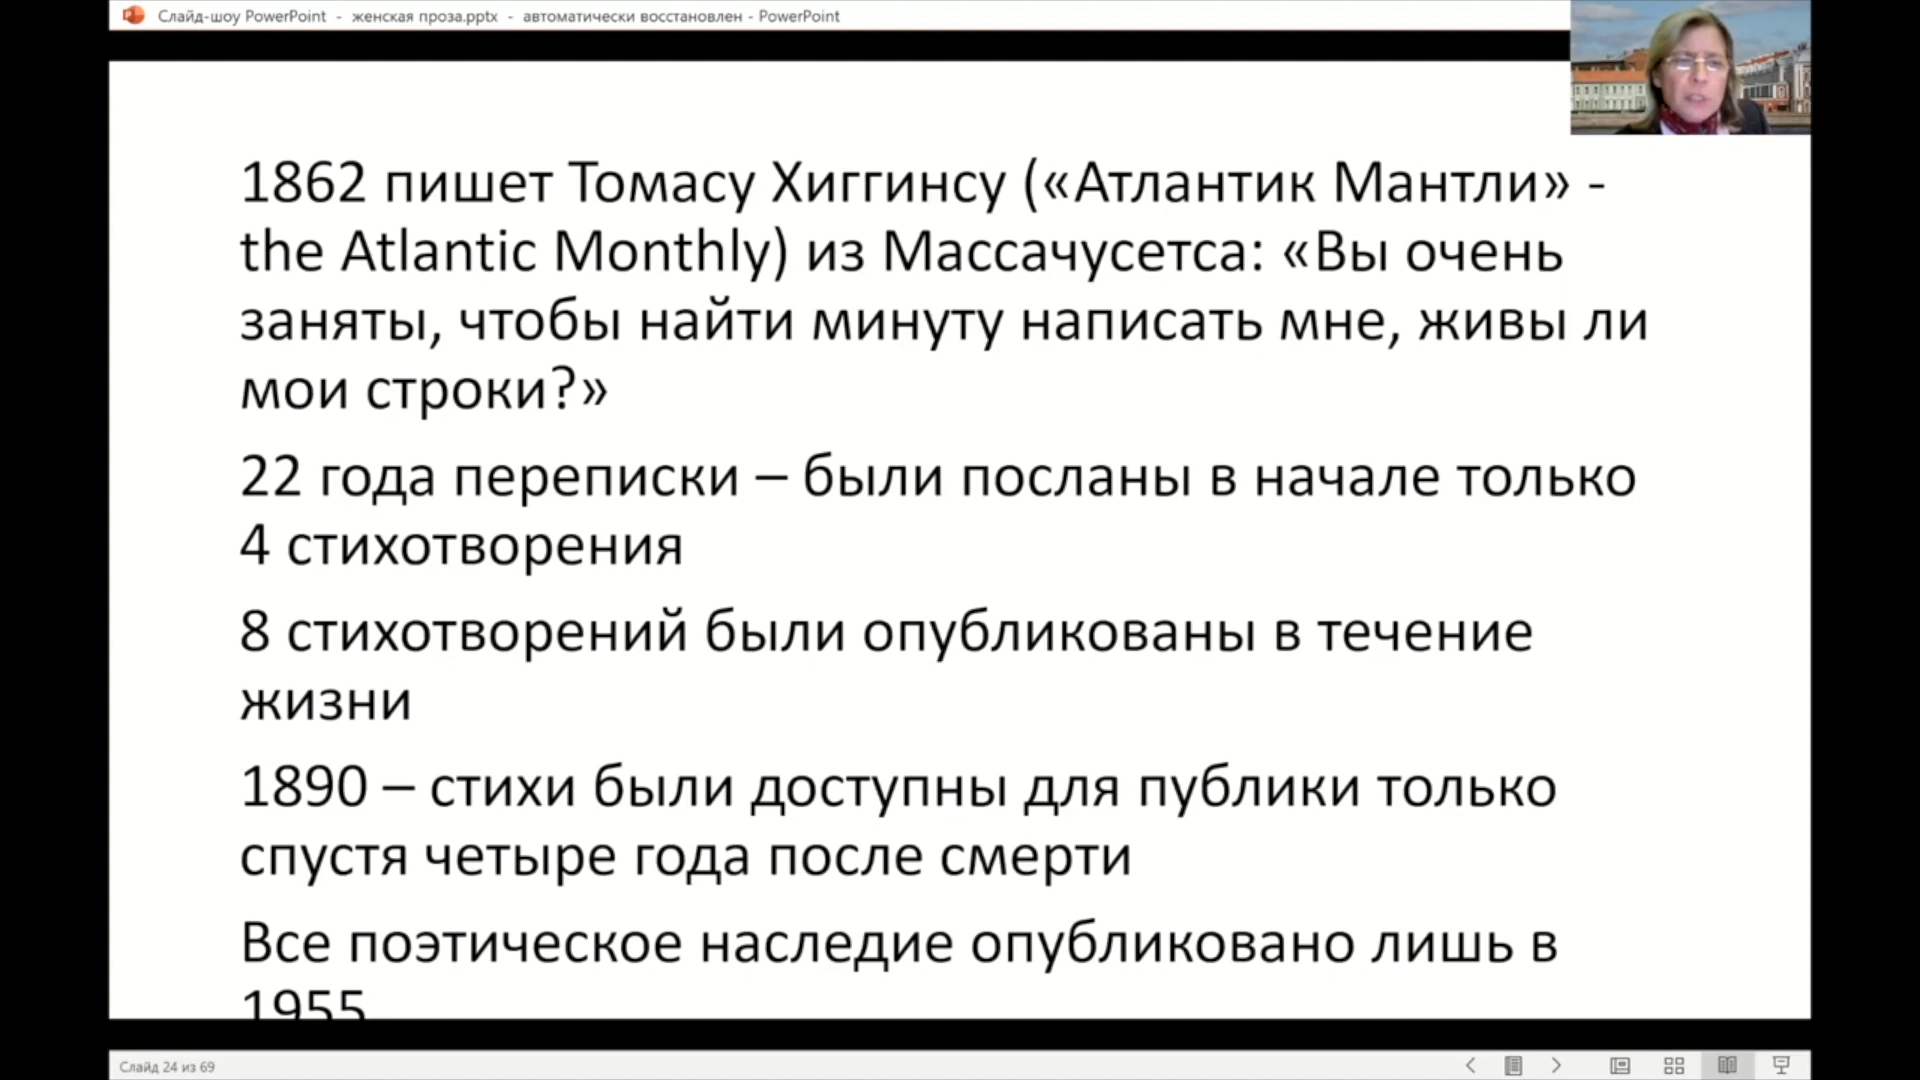 Слайд-шоу PowerPoint - женская проза.pptx - автоматически восстановлен - PowerPoint
1862 пишет Томасу Хиггинсу («Атлантик Мантли» -
the Atlantic Monthly) из Массачусетса: «Вы очень
заняты, чтобы найти минуту написать мне, живы ли
мои строки?»
22 года переписки – были посланы в начале только
4 стихотворения
8 стихотворений были опубликованы в течение
жизни
1890 – стихи были доступны для публики только
спустя четыре года после смерти
Все поэтическое наследие опубликовано лишь в
1955
Слайд 24 из 69